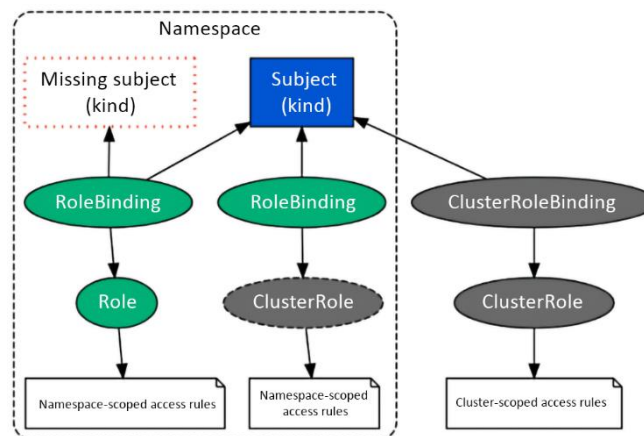 Namespace
Missing subject
(kind)
Subject
(kind)
RoleBinding
RoleBinding
ClusterRoleBinding
Role
ClusterRole
ClusterRole
Namespace-scoped access rules
Namespace-scoped
access rules
Cluster-scoped access rules